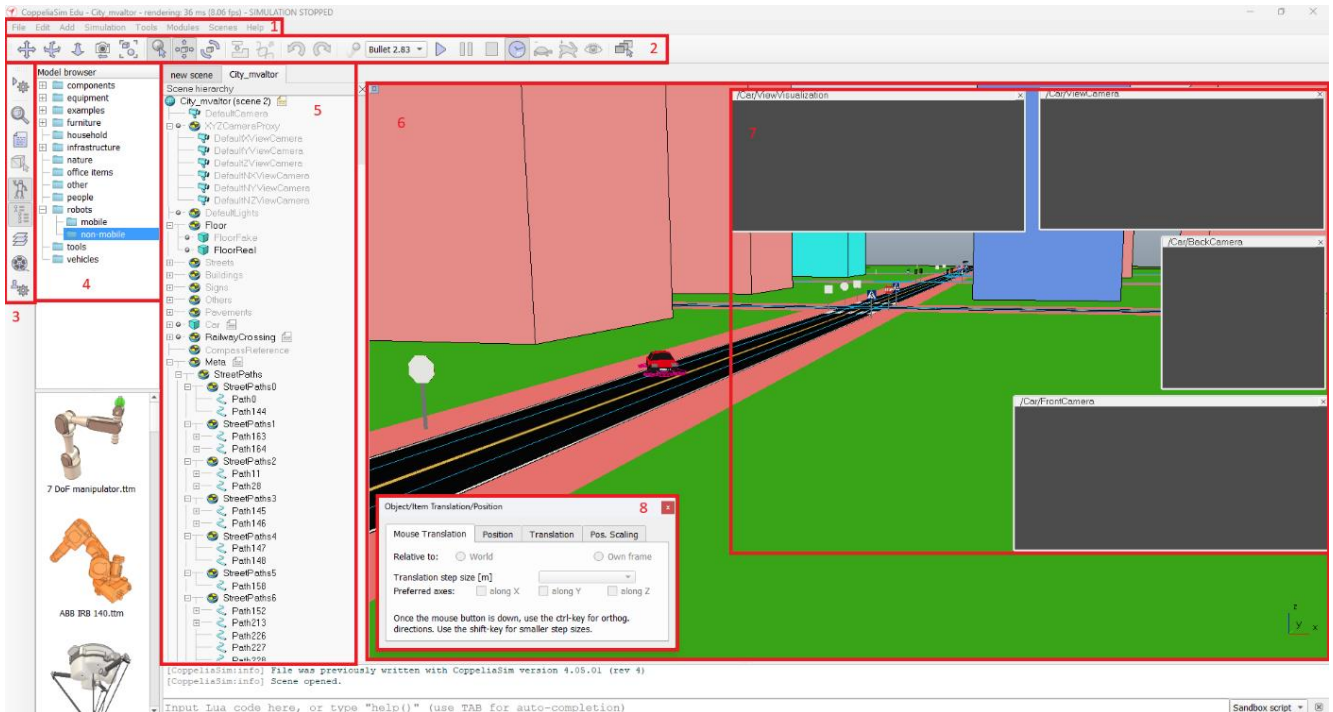 CoppeliaSim Edu - City_mvaltor - rendering: 36 ms (8.06 fps) - SIMULATION STOPPED
File Edit Add Simulation Tools Modules Scenes Help 1
Bullet 2.83 2
Model browser
components
equipment
examples
furniture
household
infrastructure
nature
office items
other
people
robots
mobile
non-mobile
tools
vehicles
4
3
7 DoF manipulator.ttm
ABB IRB 140.ttm
new scene City_mvaltor
Scene hierarchy
City_mvaltor (scene 2)
5
DefaultCamera
XYZCameraProxy
DefaultXViewCamera
DefaultYViewCamera
DefaultZViewCamera
DefaultNXViewCamera
DefaultNYViewCamera
DefaultNZViewCamera
DefaultLights
Floor
FloorFake
FloorReal
Streets
Buildings
Signs
Others
Pavements
Car
RailwayCrossing
CompassReference
Meta
StreetPaths
StreetPaths0
Path0
Path144
StreetPaths1
Path163
Path164
StreetPaths2
Path11
Path28
StreetPaths3
Path145
Path146
StreetPaths4
Path147
Path148
StreetPaths5
Path158
StreetPaths6
Path152
Path213
Path226
Path227
Path228
6
/Car/ViewVisualization
/Car/ViewCamera
7
/Car/BackCamera
/Car/FrontCamera
Object/Item Translation/Position 8
Mouse Translation Position Translation Pos. Scaling
Relative to: World Own frame
Translation step size [m]
Preferred axes: along X along Y along Z
Once the mouse button is down, use the ctrl-key for orthog.
directions. Use the shift-key for smaller step sizes.
z
y x
[CoppeliaSim:info] File was previously written with CoppeliaSim version 4.05.01 (rev 4)
[CoppeliaSim:info] Scene opened.
Input Lua code here, or type "help()" (use TAB for auto-completion)
Sandbox script